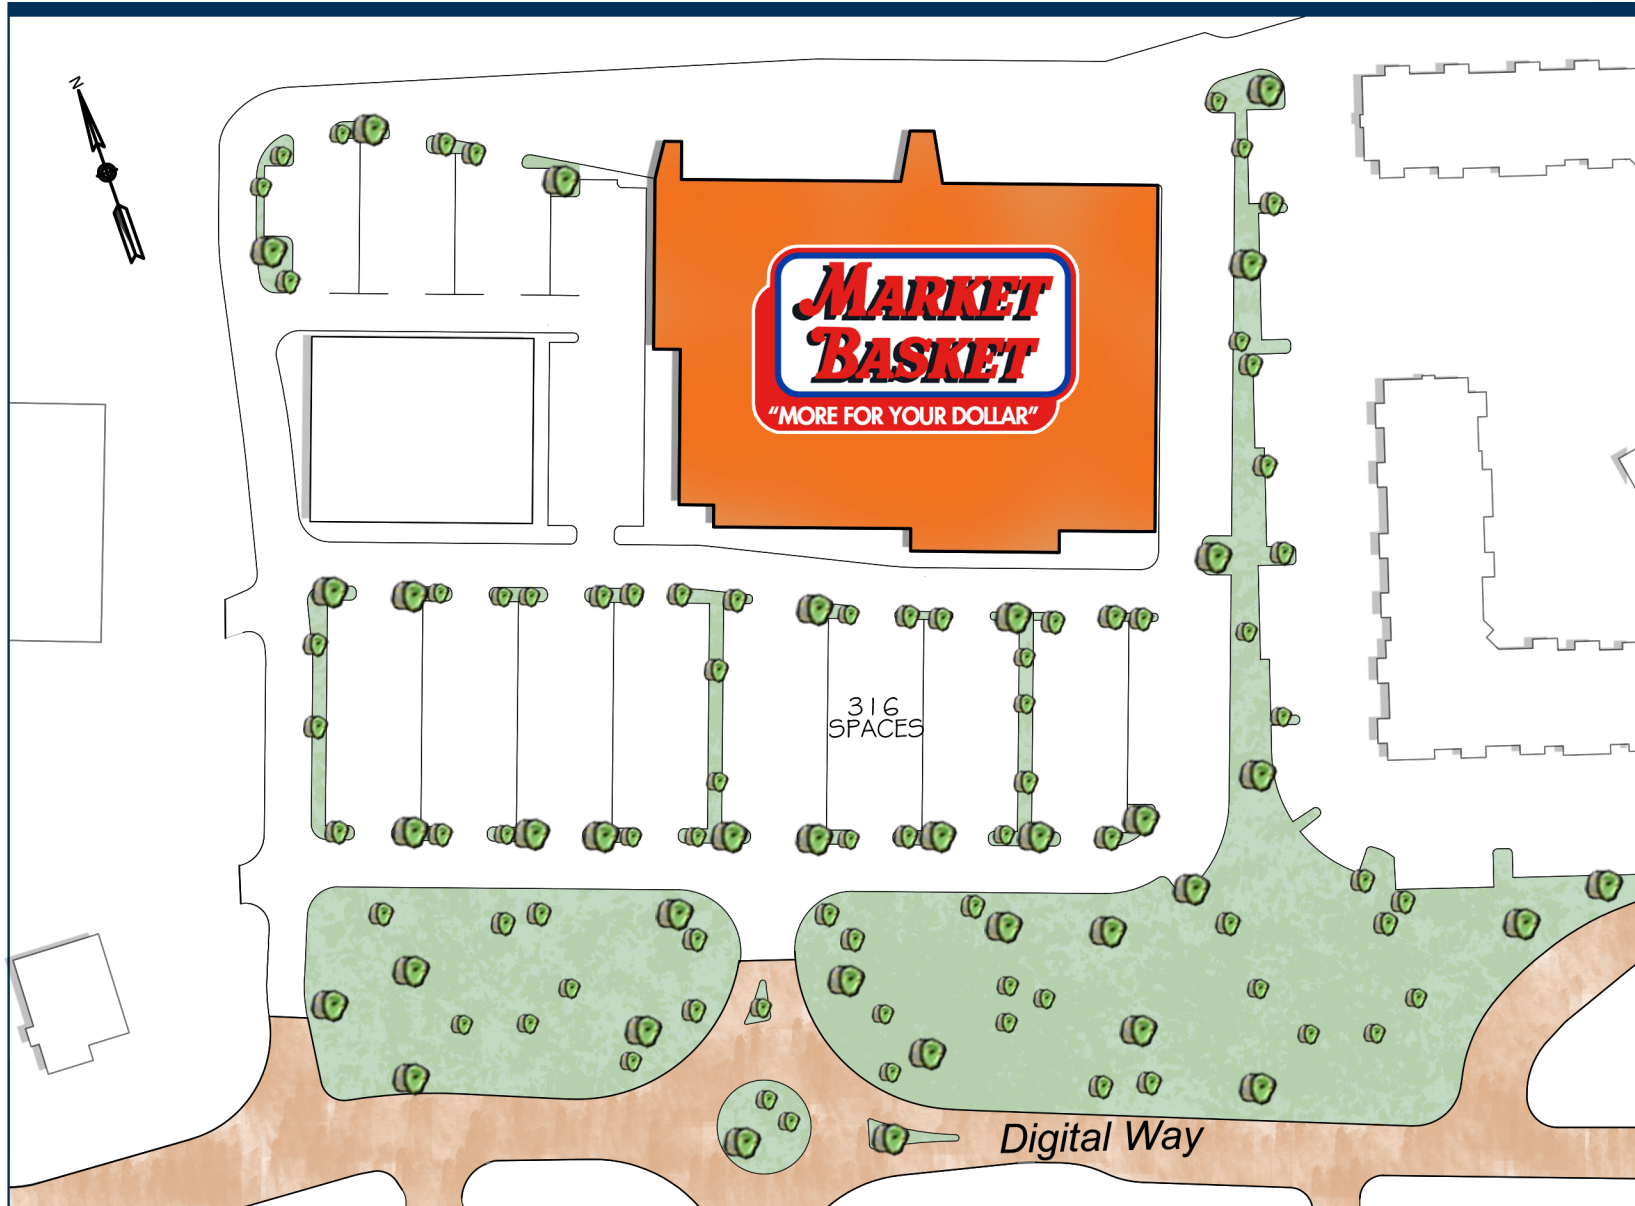 N
MARKET
BASKET
“MORE FOR YOUR DOLLAR”
316
SPACES
Digital Way